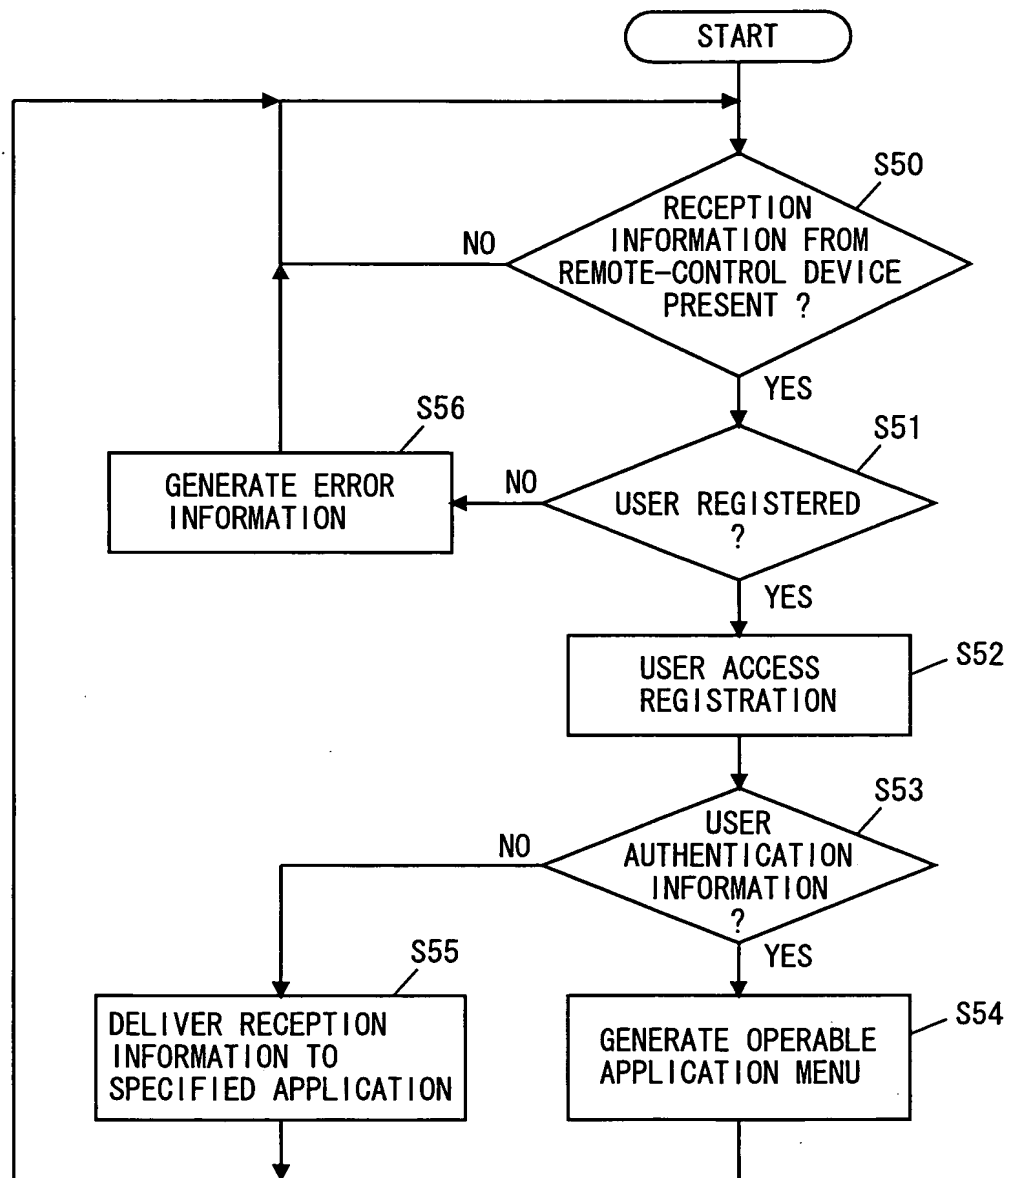 START
S50
RECEPTION
INFORMATION FROM
REMOTE-CONTROL DEVICE
PRESENT ?
NO
YES
S56
S51
GENERATE ERROR
INFORMATION
NO
USER REGISTERED
?
YES
S52
USER ACCESS
REGISTRATION
S53
USER
AUTHENTICATION
INFORMATION
?
NO
YES
S55
S54
DELIVER RECEPTION
INFORMATION TO
SPECIFIED APPLICATION
GENERATE OPERABLE
APPLICATION MENU